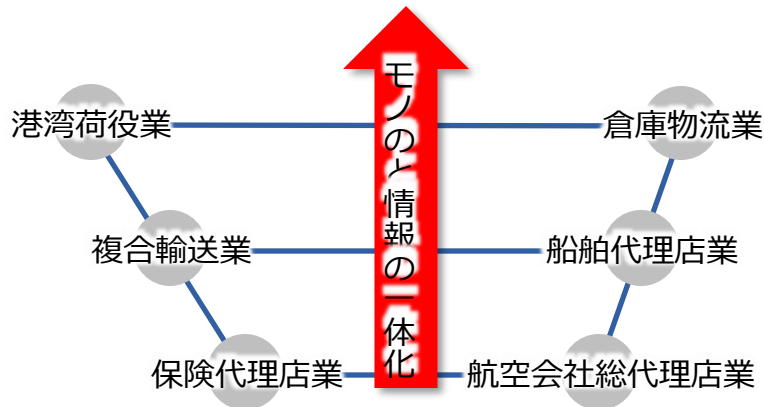 モノのと情報の一体化
港湾荷役業
倉庫物流業
複合輸送業
船舶代理店業
保険代理店業
航空会社総代理店業